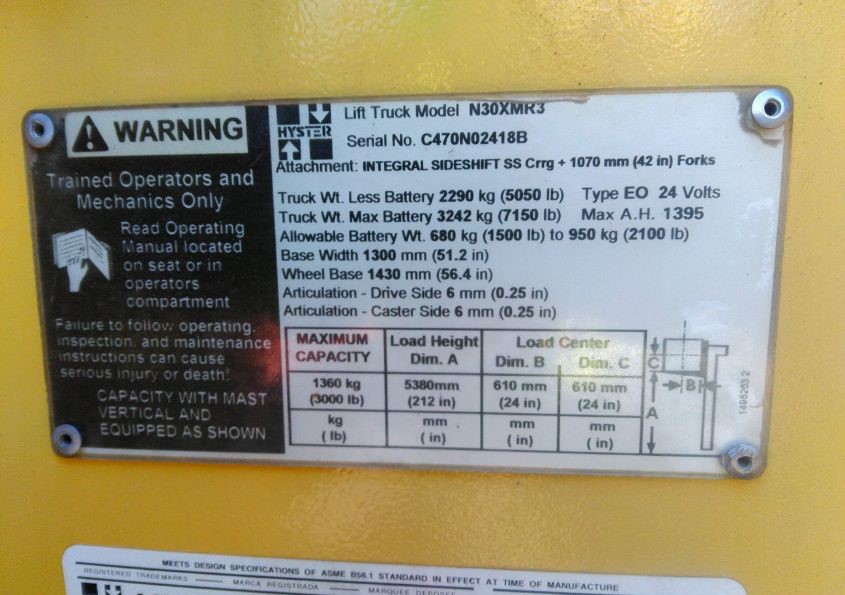 WARNING
Trained Operators and
Mechanics Only
Read Operating
Manual located
on seat or in
operators
compartment
Failure to follow operating,
inspection, and maintenance
instructions can cause
serious injury or death!
CAPACITY WITH MAST
VERTICAL AND
EQUIPPED AS SHOWN
HYSTER
Lift Truck Model N30XMR3
Serial No. C470N02418B
Attachment: INTEGRAL SIDESHIFT SS Crrg + 1070 mm (42 in) Forks
Truck Wt. Less Battery 2290 kg (5050 lb) Type EO 24 Volts
Truck Wt. Max Battery 3242 kg (7150 lb) Max A.H. 1395
Allowable Battery Wt. 680 kg (1500 lb) to 950 kg (2100 lb)
Base Width 1300 mm (51.2 in)
Wheel Base 1430 mm (56.4 in)
Articulation - Drive Side 6 mm (0.25 in)
Articulation - Caster Side 6 mm (0.25 in)
MAXIMUM Load Height Load Center
CAPACITY Dim. A Dim. B Dim. C
1360 kg 5380mm 610 mm 610 mm
(3000 lb) (212 in) (24 in) (24 in)
kg mm mm mm
( lb) ( in) ( in) ( in)
C
B
A
1496263 2
MEETS DESIGN SPECIFICATIONS OF ASME B56.1 STANDARD IN EFFECT AT TIME OF MANUFACTURE
REGISTERED TRADEMARKS MARCA REGISTRADA MARQUEE DEPOSEE